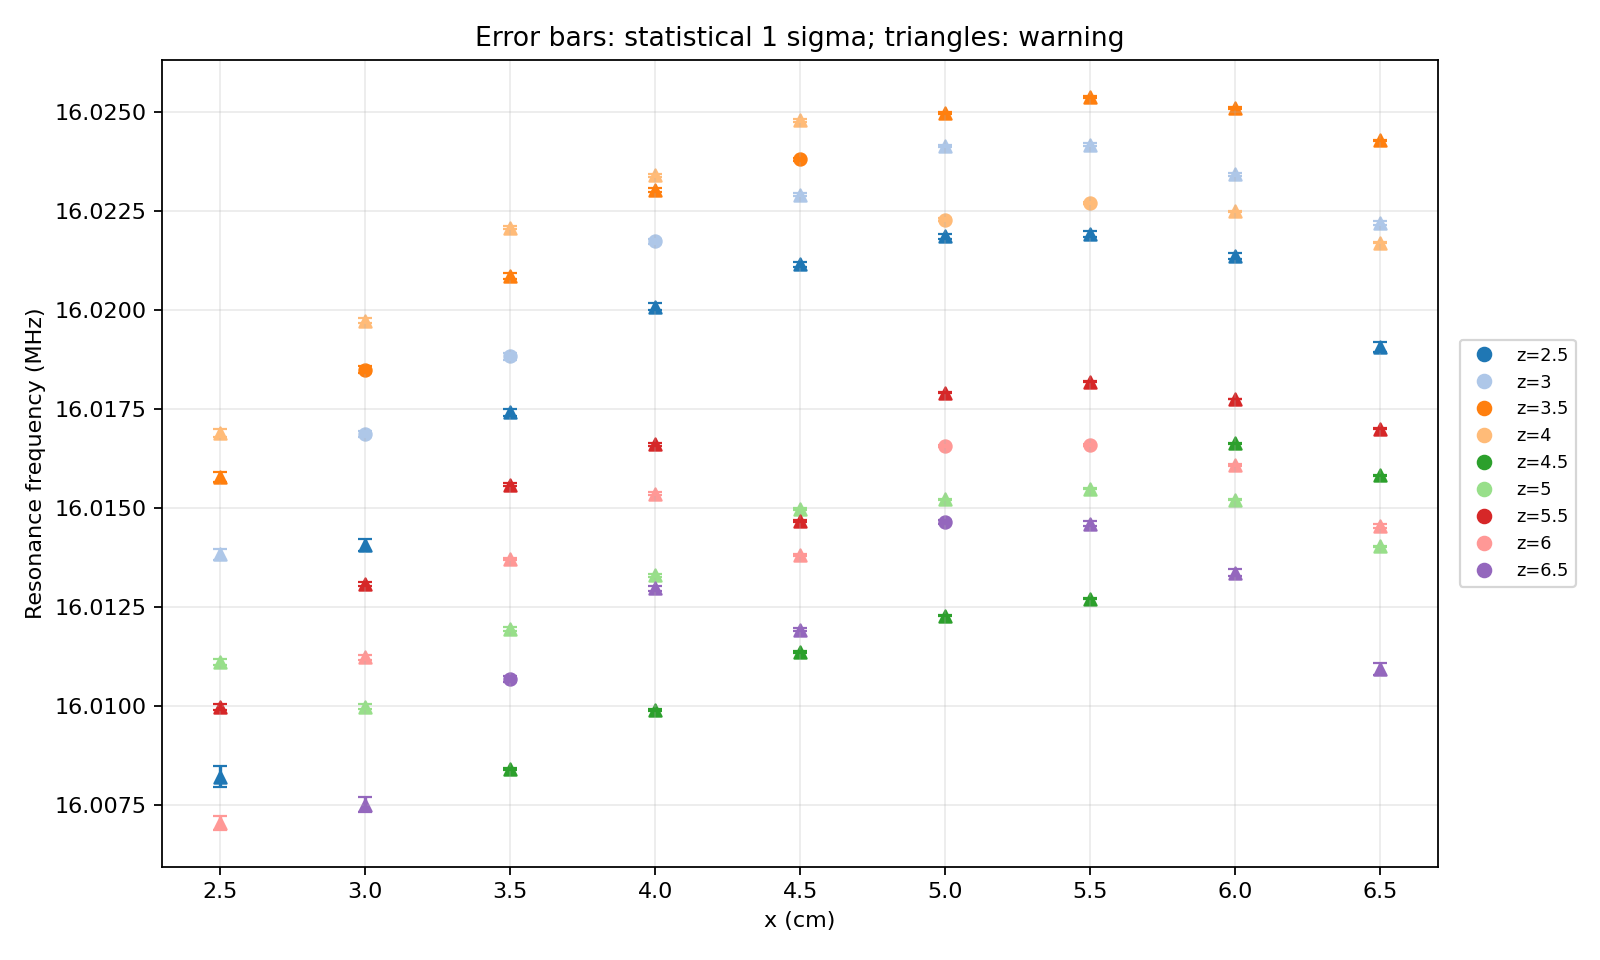 Error bars: statistical 1 sigma; triangles: warning
Resonance frequency (MHz)
16.0250
16.0225
16.0200
16.0175
16.0150
16.0125
16.0100
16.0075
2.5 3.0 3.5 4.0 4.5 5.0 5.5 6.0 6.5
x (cm)
z=2.5
z=3
z=3.5
z=4
z=4.5
z=5
z=5.5
z=6
z=6.5